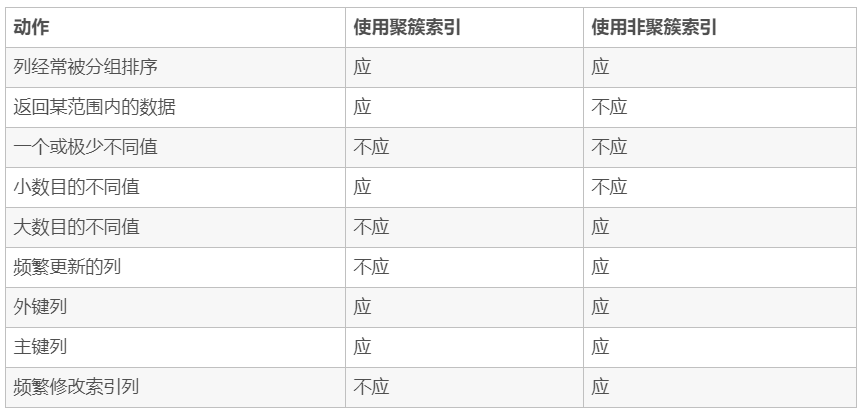 动作 使用聚簇索引 使用非聚簇索引
列经常被分组排序 应 应
返回某范围内的数据 应 不应
一个或极少不同值 不应 不应
小数目的不同值 应 不应
大数目的不同值 不应 应
频繁更新的列 不应 应
外键列 应 应
主键列 应 应
频繁修改索引列 不应 应